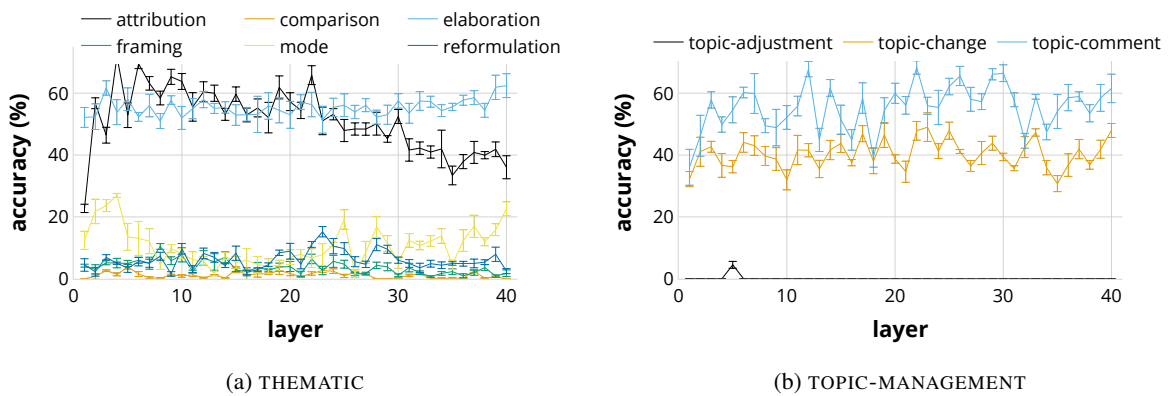 attribution comparison elaboration
framing mode reformulation
accuracy (%)
60
40
20
0
0 10 20 30 40
layer
(a) THEMATIC
topic-adjustment topic-change topic-comment
accuracy (%)
60
40
20
0
0 10 20 30 40
layer
(b) TOPIC-MANAGEMENT